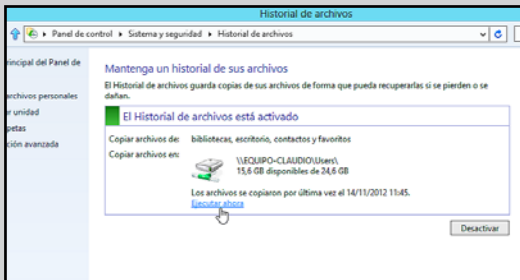 Historial de archivos
Panel de control Sistema y seguridad Historial de archivos
rincipal del Panel de
Mantenga un historial de sus archivos
El Historial de archivos guarda copias de sus archivos de forma que pueda recuperarlas si se pierden o se
dañan.
archivos personales
ar unidad
petas
ción avanzada
El Historial de archivos está activado
Copiar archivos de: bibliotecas, escritorio, contactos y favoritos
Copiar archivos en:
\\EQUIPO-CLAUDIO\Users\
15,6 GB disponibles de 24,6 GB
Los archivos se copiaron por última vez el 14/11/2012 11:45.
Ejecutar ahora
Desactivar